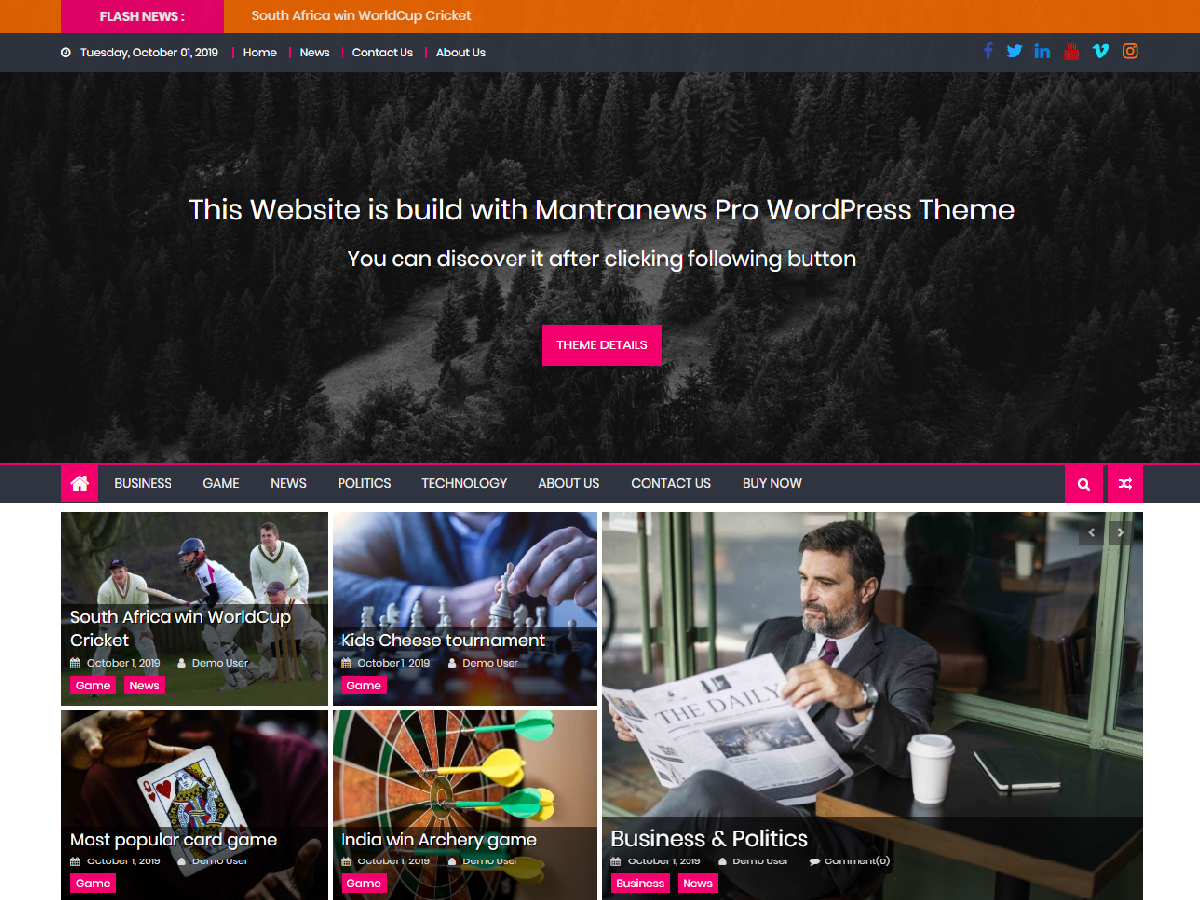 FLASH NEWS :
South Africa win WorldCup Cricket
Tuesday, October 01, 2019
Home
News
Contact Us
About Us
This Website is build with Mantranews Pro WordPress Theme
You can discover it after clicking following button
THEME DETAILS
BUSINESS
GAME
NEWS
POLITICS
TECHNOLOGY
ABOUT US
CONTACT US
BUY NOW
South Africa win WorldCup
Cricket
October 1, 2019
Demo User
Game
News
Kids Cheese tournament
October 1, 2019
Demo User
Game
THE DAILY
Most popular card game
October 1, 2019
Demo User
Game
India win Archery game
October 1, 2019
Demo User
Game
Business & Politics
October 1, 2019
Demo User
Comment(0)
Business
News